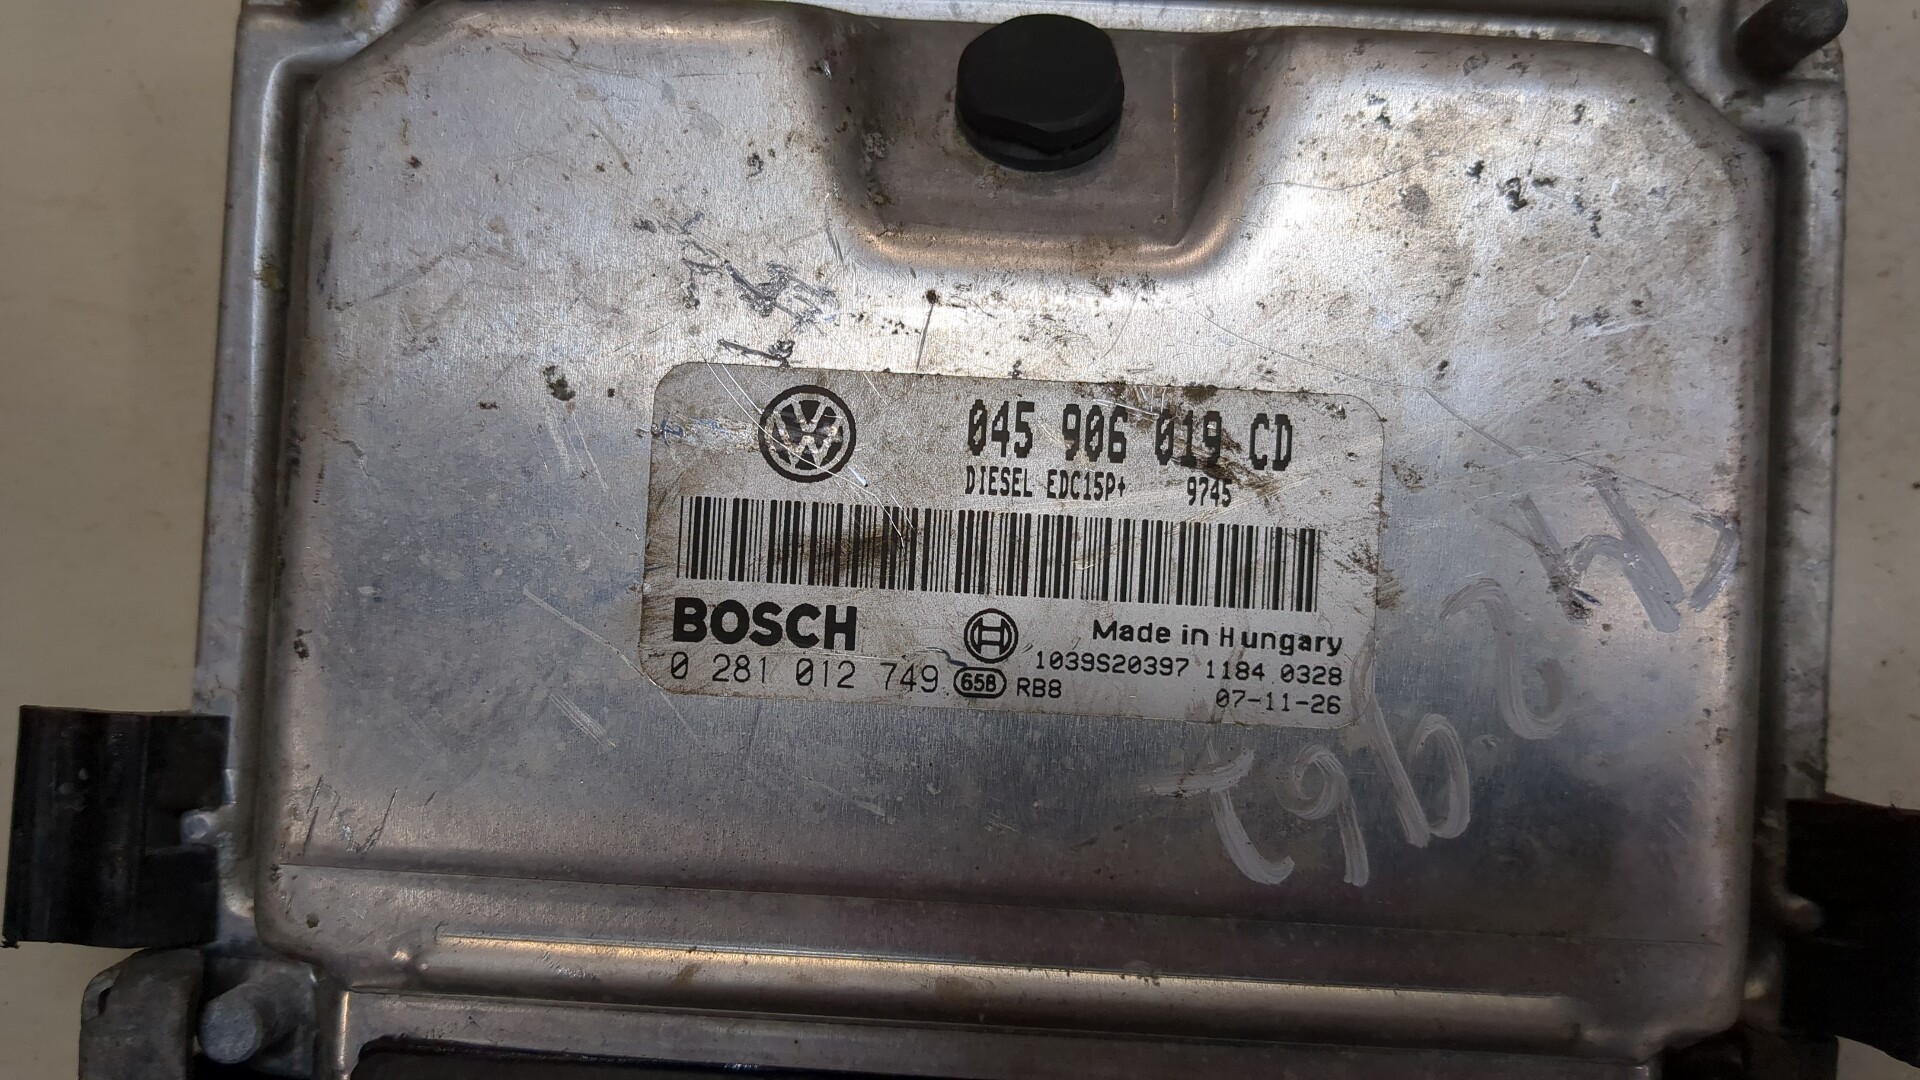 045 906 019 CD
DIESEL EDC15P+ 9745
BOSCH
Made in Hungary
0 281 012 749 65B RB8
1039S20397 1184 0328
07-11-26